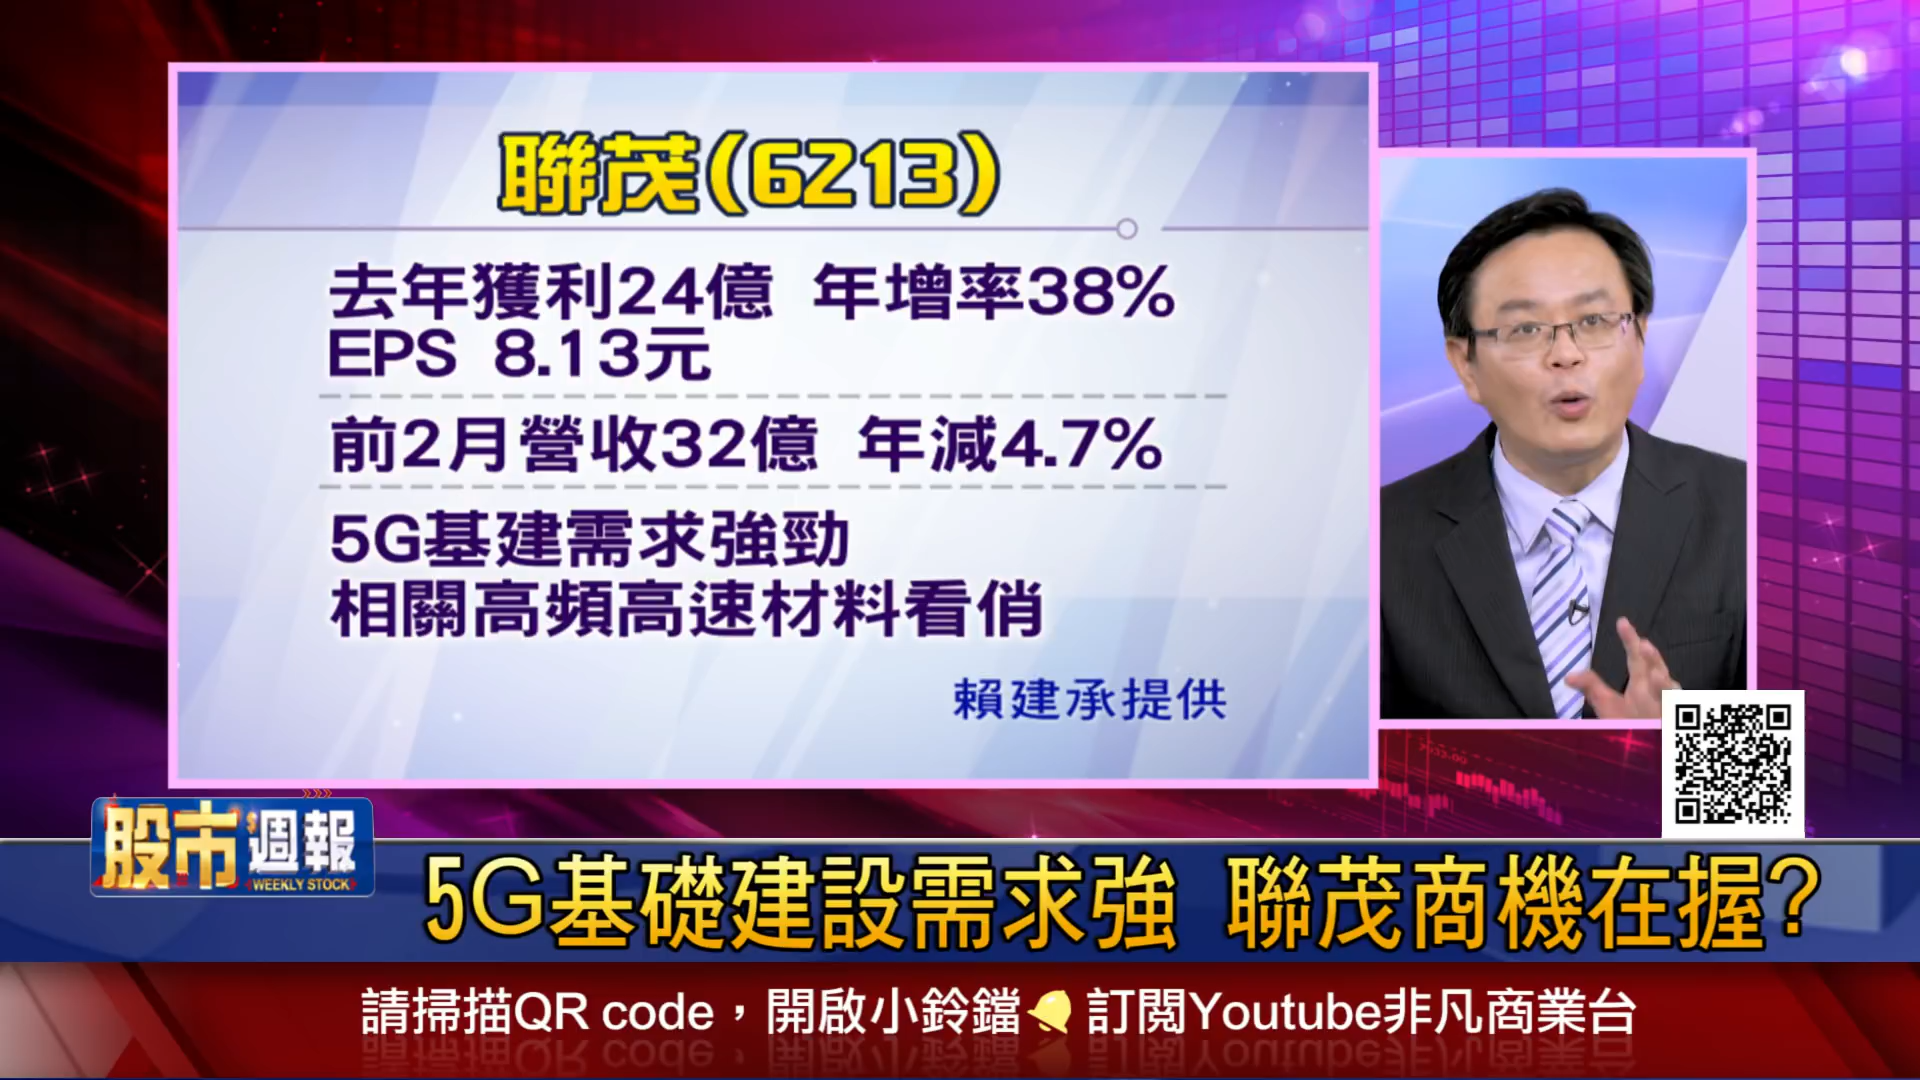 聯茂(6213)
去年獲利24億 年增率38%
EPS 8.13元
前2月營收32億 年減4.7%
5G基建需求強勁
相關高頻高速材料看俏
賴建承提供
股市週報
WEEKLY STOCK
5G基礎建設需求強 聯茂商機在握?
請掃描QR code，開啟小鈴鐺🔔訂閱Youtube非凡商業台